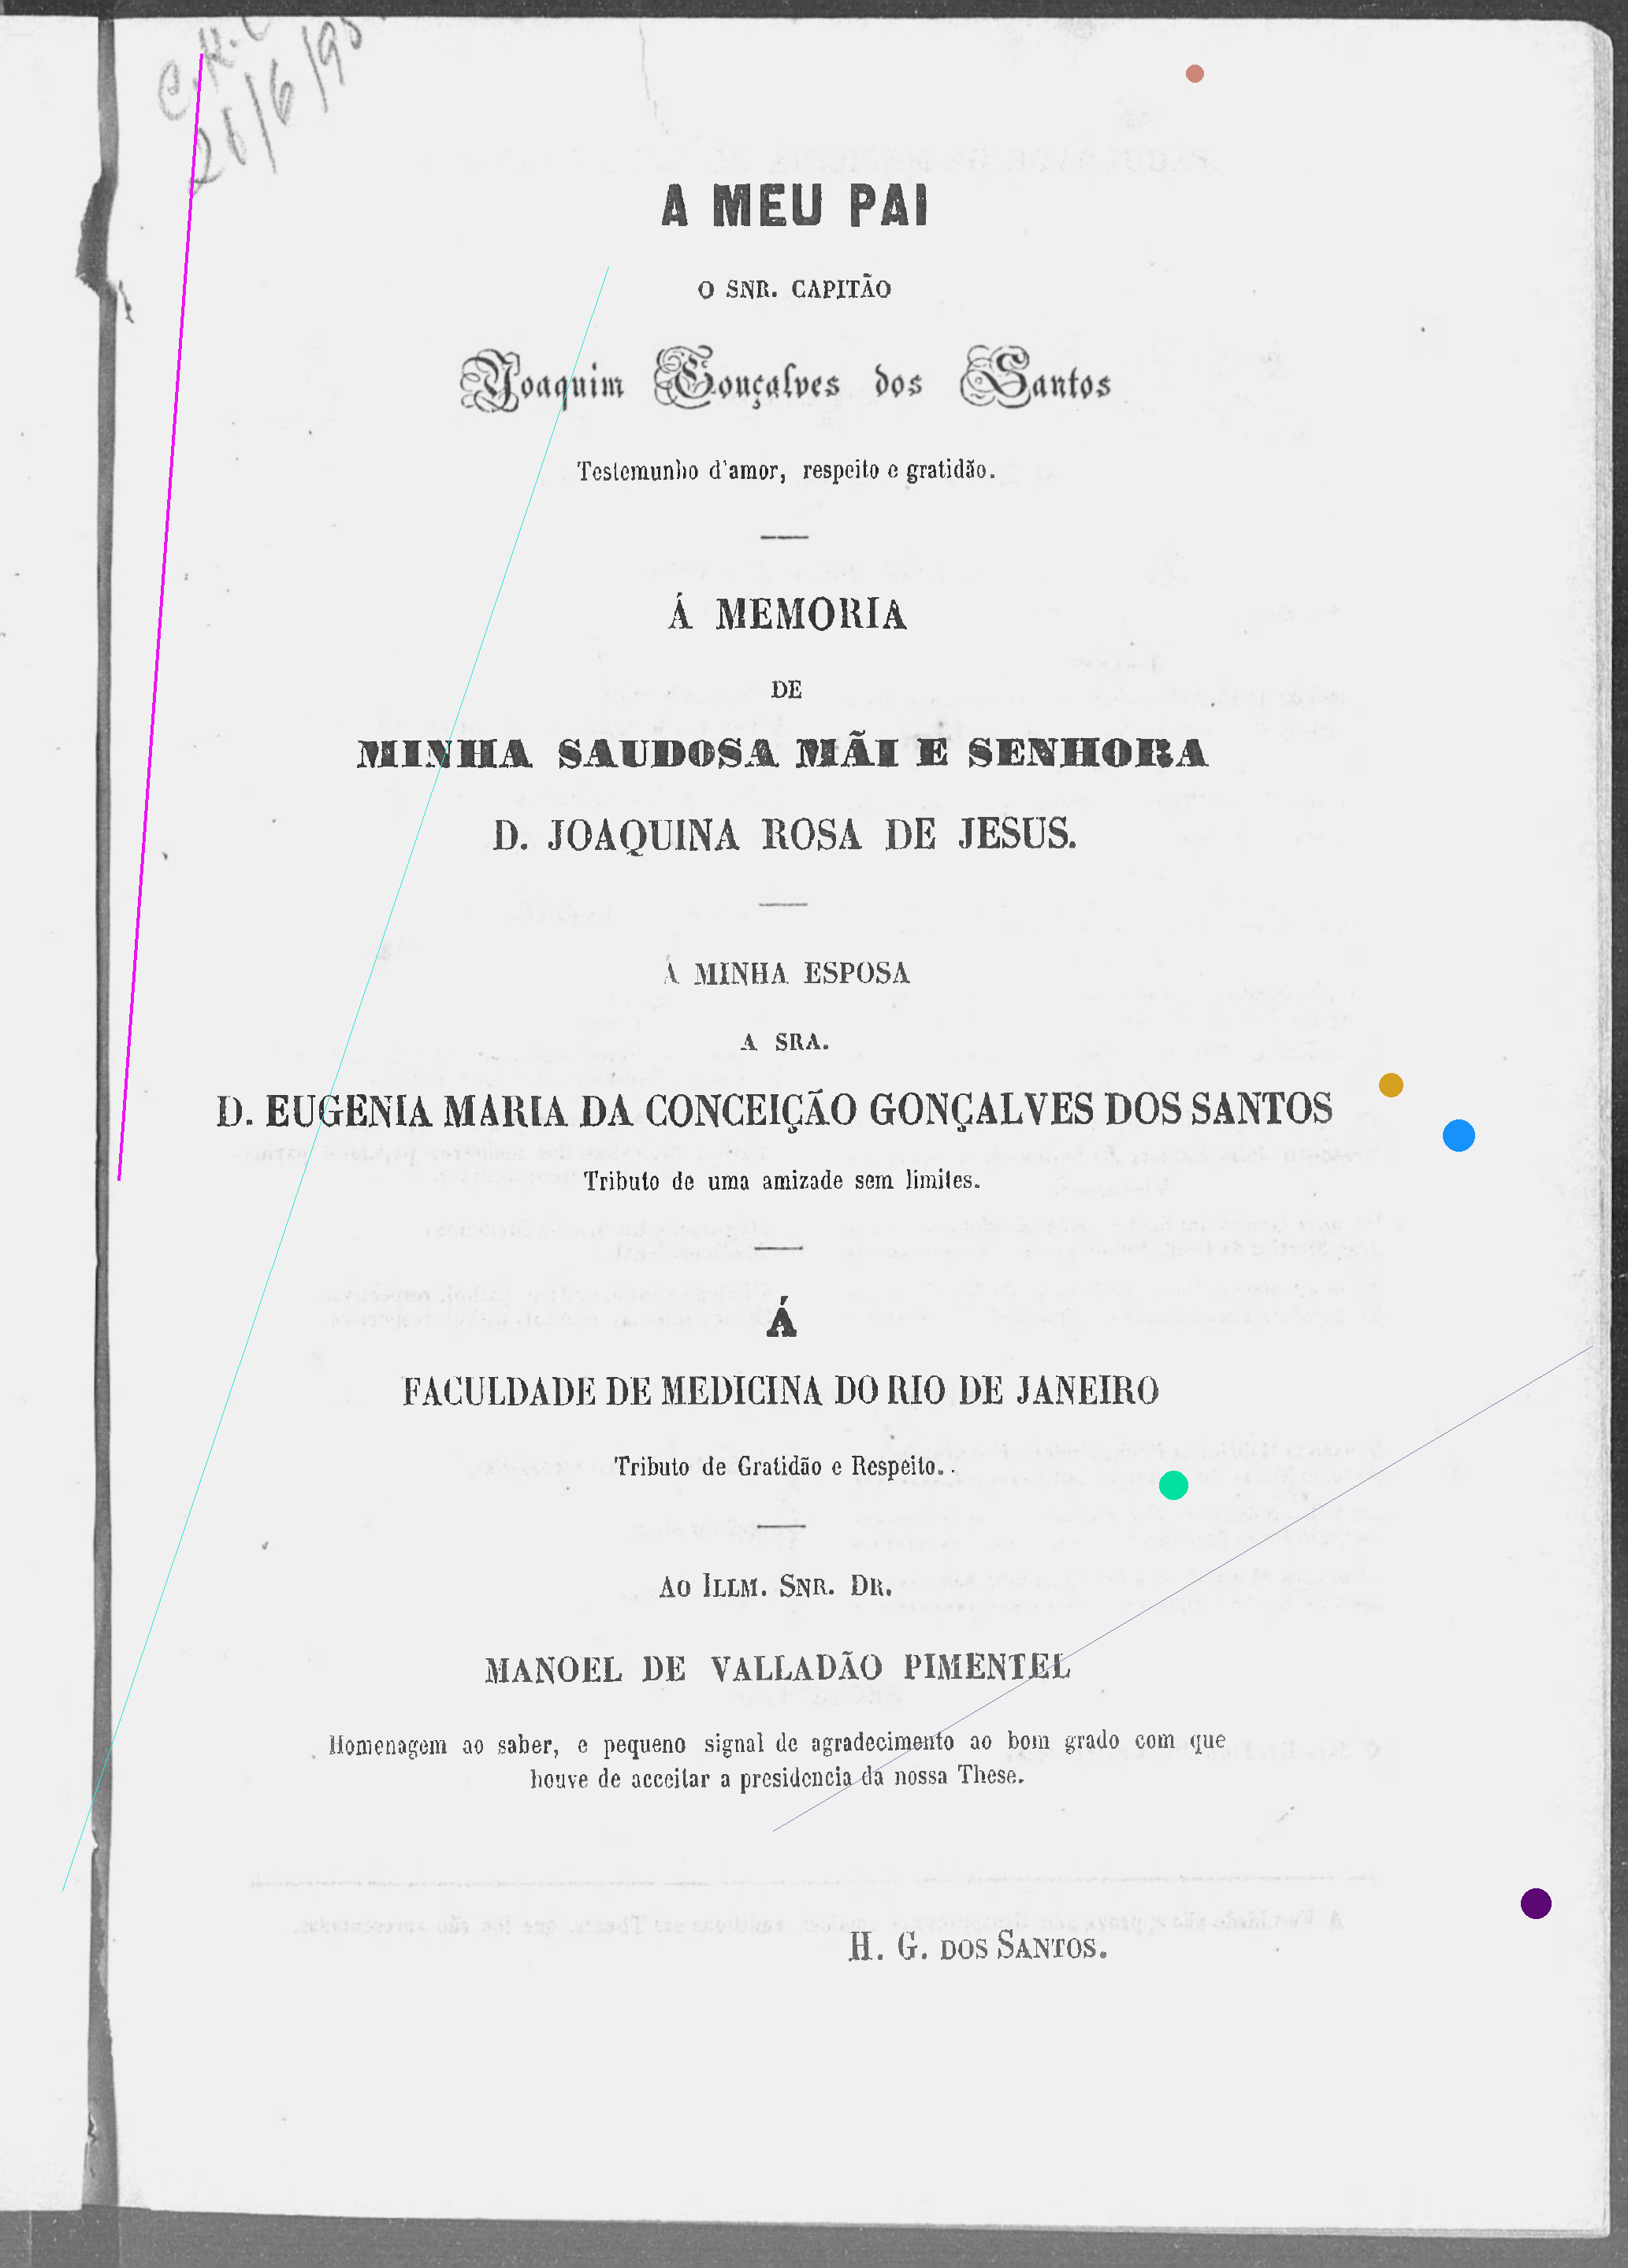 26/6/95
A MEU PAI
O SNR. CAPITÃO
Joaquim Gonçalves dos Santos
Testemunho d'amor, respeito e gratidão.
Á MEMORIA
DE
MINHA SAUDOSA MÃI E SENHORA
D. JOAQUINA ROSA DE JESUS.
Á MINHA ESPOSA
A SRA.
D. EUGENIA MARIA DA CONCEIÇÃO GONÇALVES DOS SANTOS
Tributo de uma amizade sem limites.
Á
FACULDADE DE MEDICINA DO RIO DE JANEIRO
Tributo de Gratidão e Respeito.
AO ILLM. SNR. DR.
MANOEL DE VALLADÃO PIMENTEL
Homenagem ao saber, e pequeno signal de agradecimento ao bom grado com que
houve de acceitar a presidencia da nossa These.
H. G. DOS SANTOS.